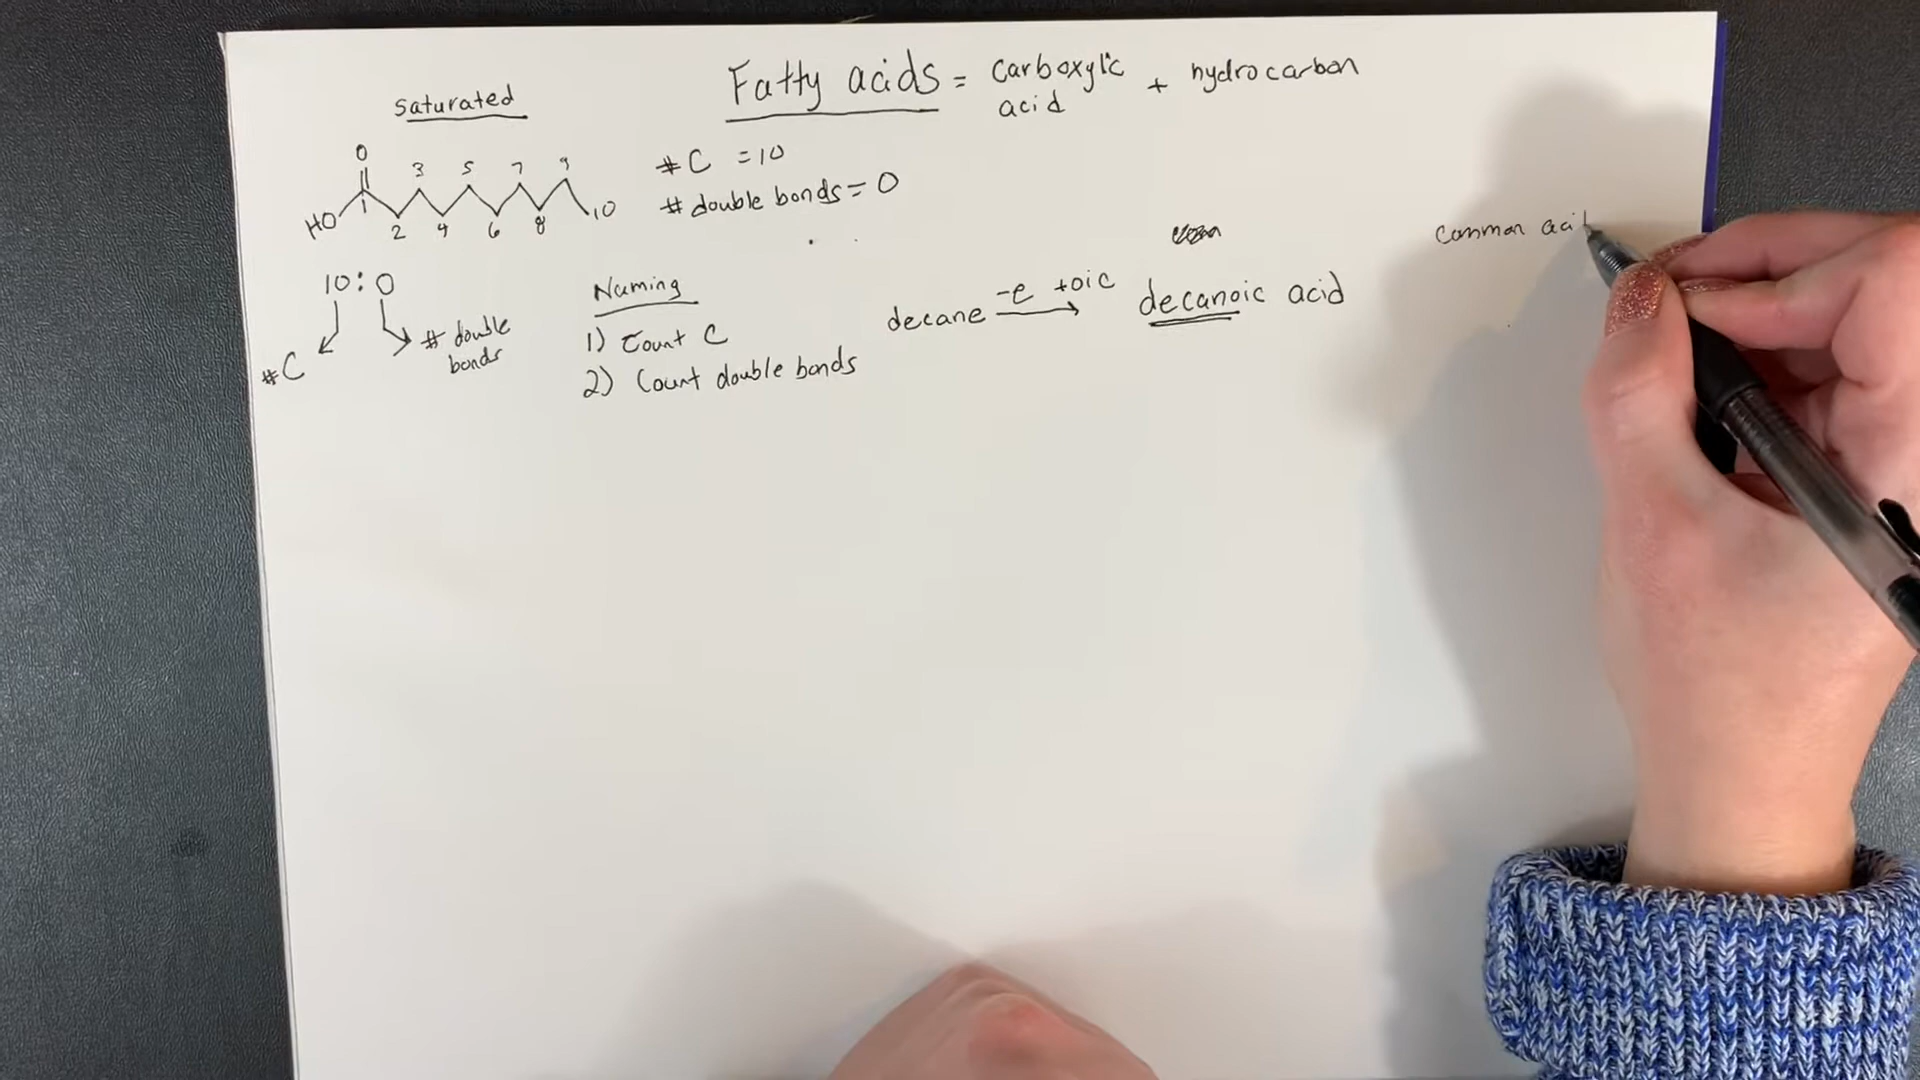 Fatty acids = carboxylic acid + hydrocarbon
saturated
O
3 5 7 9
HO 1 2 4 6 8 10
#C = 10
# double bonds = 0
10:0
#C
# double
bonds
Naming
1) Count C
2) Count double bonds
decane -e +oic decanoic acid
Common aci